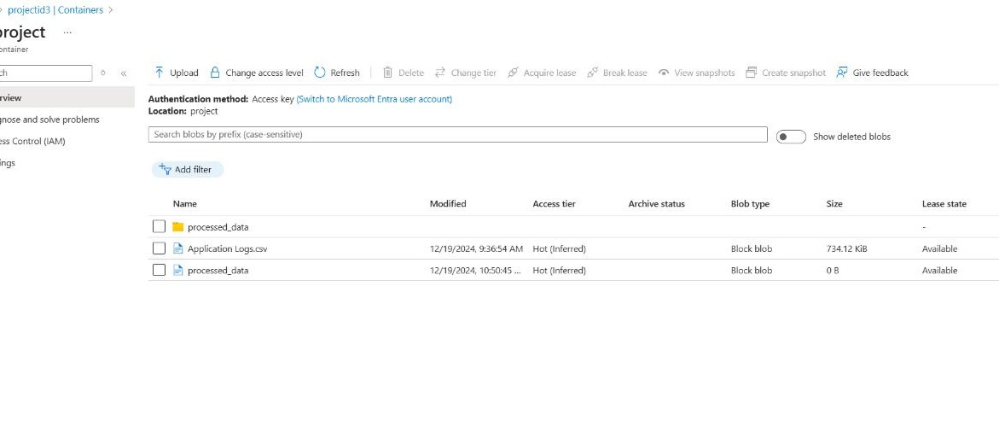 projectid3 | Containers
project ...
ontainer
ch
Upload Change access level Refresh Delete Change tier Acquire lease Break lease View snapshots Create snapshot Give feedback
rview
gnose and solve problems
ess Control (IAM)
ings
Authentication method: Access key (Switch to Microsoft Entra user account)
Location: project
Search blobs by prefix (case-sensitive)
Show deleted blobs
Add filter
Name Modified Access tier Archive status Blob type Size Lease state
processed_data -
Application Logs.csv 12/19/2024, 9:36:54 AM Hot (Inferred) Block blob 734.12 KiB Available
processed_data 12/19/2024, 10:50:45 ... Hot (Inferred) Block blob 0 B Available